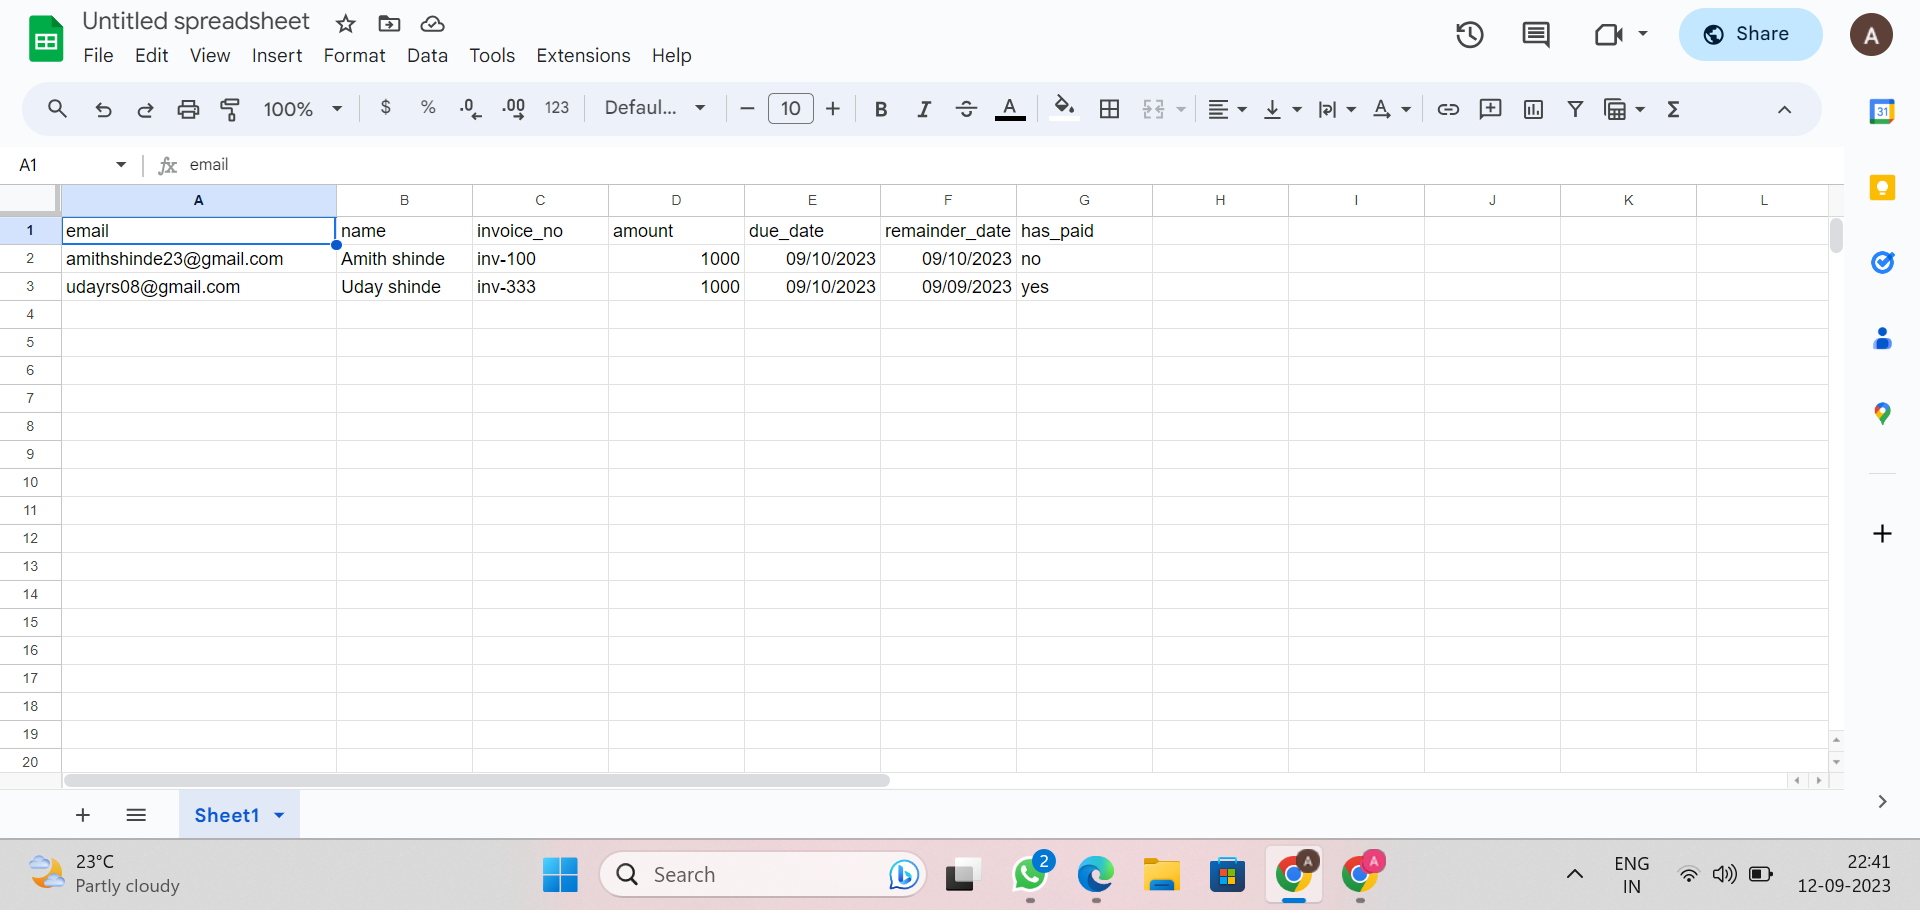 Untitled spreadsheet
File Edit View Insert Format Data Tools Extensions Help
Share
A
100% $ % .0 .00 123 Defaul... 10 B I A A Σ
31
A1 fx email
A B C D E F G H I J K L
1 email name invoice_no amount due_date remainder_date has_paid
2 amithshinde23@gmail.com Amith shinde inv-100 1000 09/10/2023 09/10/2023 no
3 udayrs08@gmail.com Uday shinde inv-333 1000 09/10/2023 09/09/2023 yes
4
5
6
7
8
9
10
11
12
13
14
15
16
17
18
19
20
Sheet1
23°C
Partly cloudy
Search
2
A
A
ENG
IN
22:41
12-09-2023